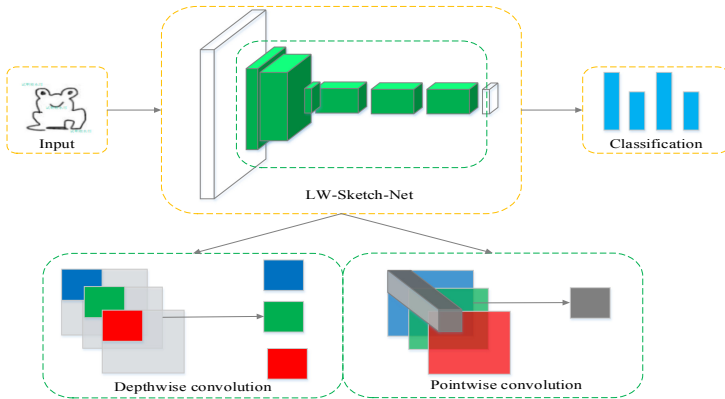 Input
LW-Sketch-Net
Classification
Depthwise convolution
Pointwise convolution